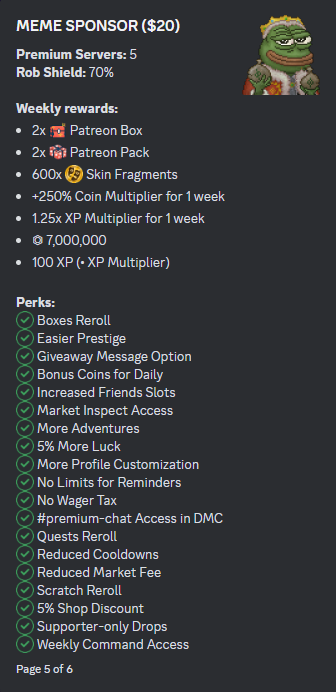 MEME SPONSOR ($20)
Premium Servers: 5
Rob Shield: 70%
Weekly rewards:
• 2x Patreon Box
• 2x Patreon Pack
• 600x Skin Fragments
• +250% Coin Multiplier for 1 week
• 1.25x XP Multiplier for 1 week
• 7,000,000
• 100 XP (• XP Multiplier)
Perks:
Boxes Reroll
Easier Prestige
Giveaway Message Option
Bonus Coins for Daily
Increased Friends Slots
Market Inspect Access
More Adventures
5% More Luck
More Profile Customization
No Limits for Reminders
No Wager Tax
#premium-chat Access in DMC
Quests Reroll
Reduced Cooldowns
Reduced Market Fee
Scratch Reroll
5% Shop Discount
Supporter-only Drops
Weekly Command Access
Page 5 of 6